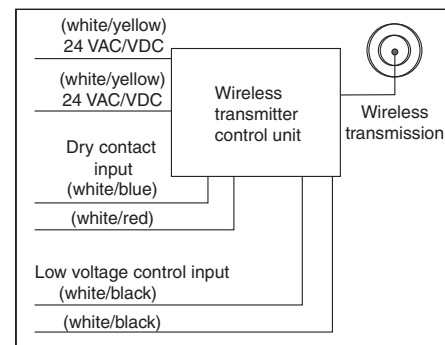 (white/yellow)
24 VAC/VDC
(white/yellow)
24 VAC/VDC
Wireless
transmitter
control unit
Wireless
transmission
Dry contact
input
(white/blue)
(white/red)
Low voltage control input
(white/black)
(white/black)